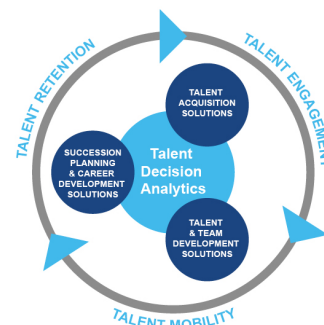 TALENT RETENTION
TALENT ENGAGEMENT
TALENT
ACQUISITION
SOLUTIONS
SUCCESSION
PLANNING
& CAREER
DEVELOPMENT
SOLUTIONS
Talent
Decision
Analytics
TALENT
& TEAM
DEVELOPMENT
SOLUTIONS
TALENT MOBILITY